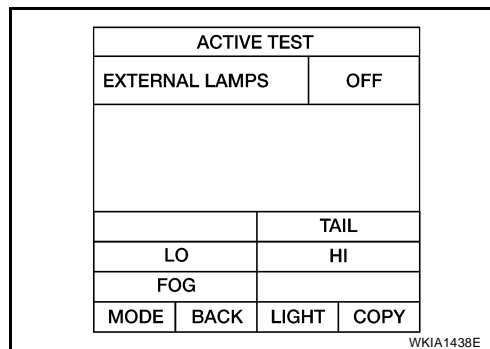 ACTIVE TEST
EXTERNAL LAMPS OFF
TAIL
LO HI
FOG
MODE BACK LIGHT COPY
WKIA1438E